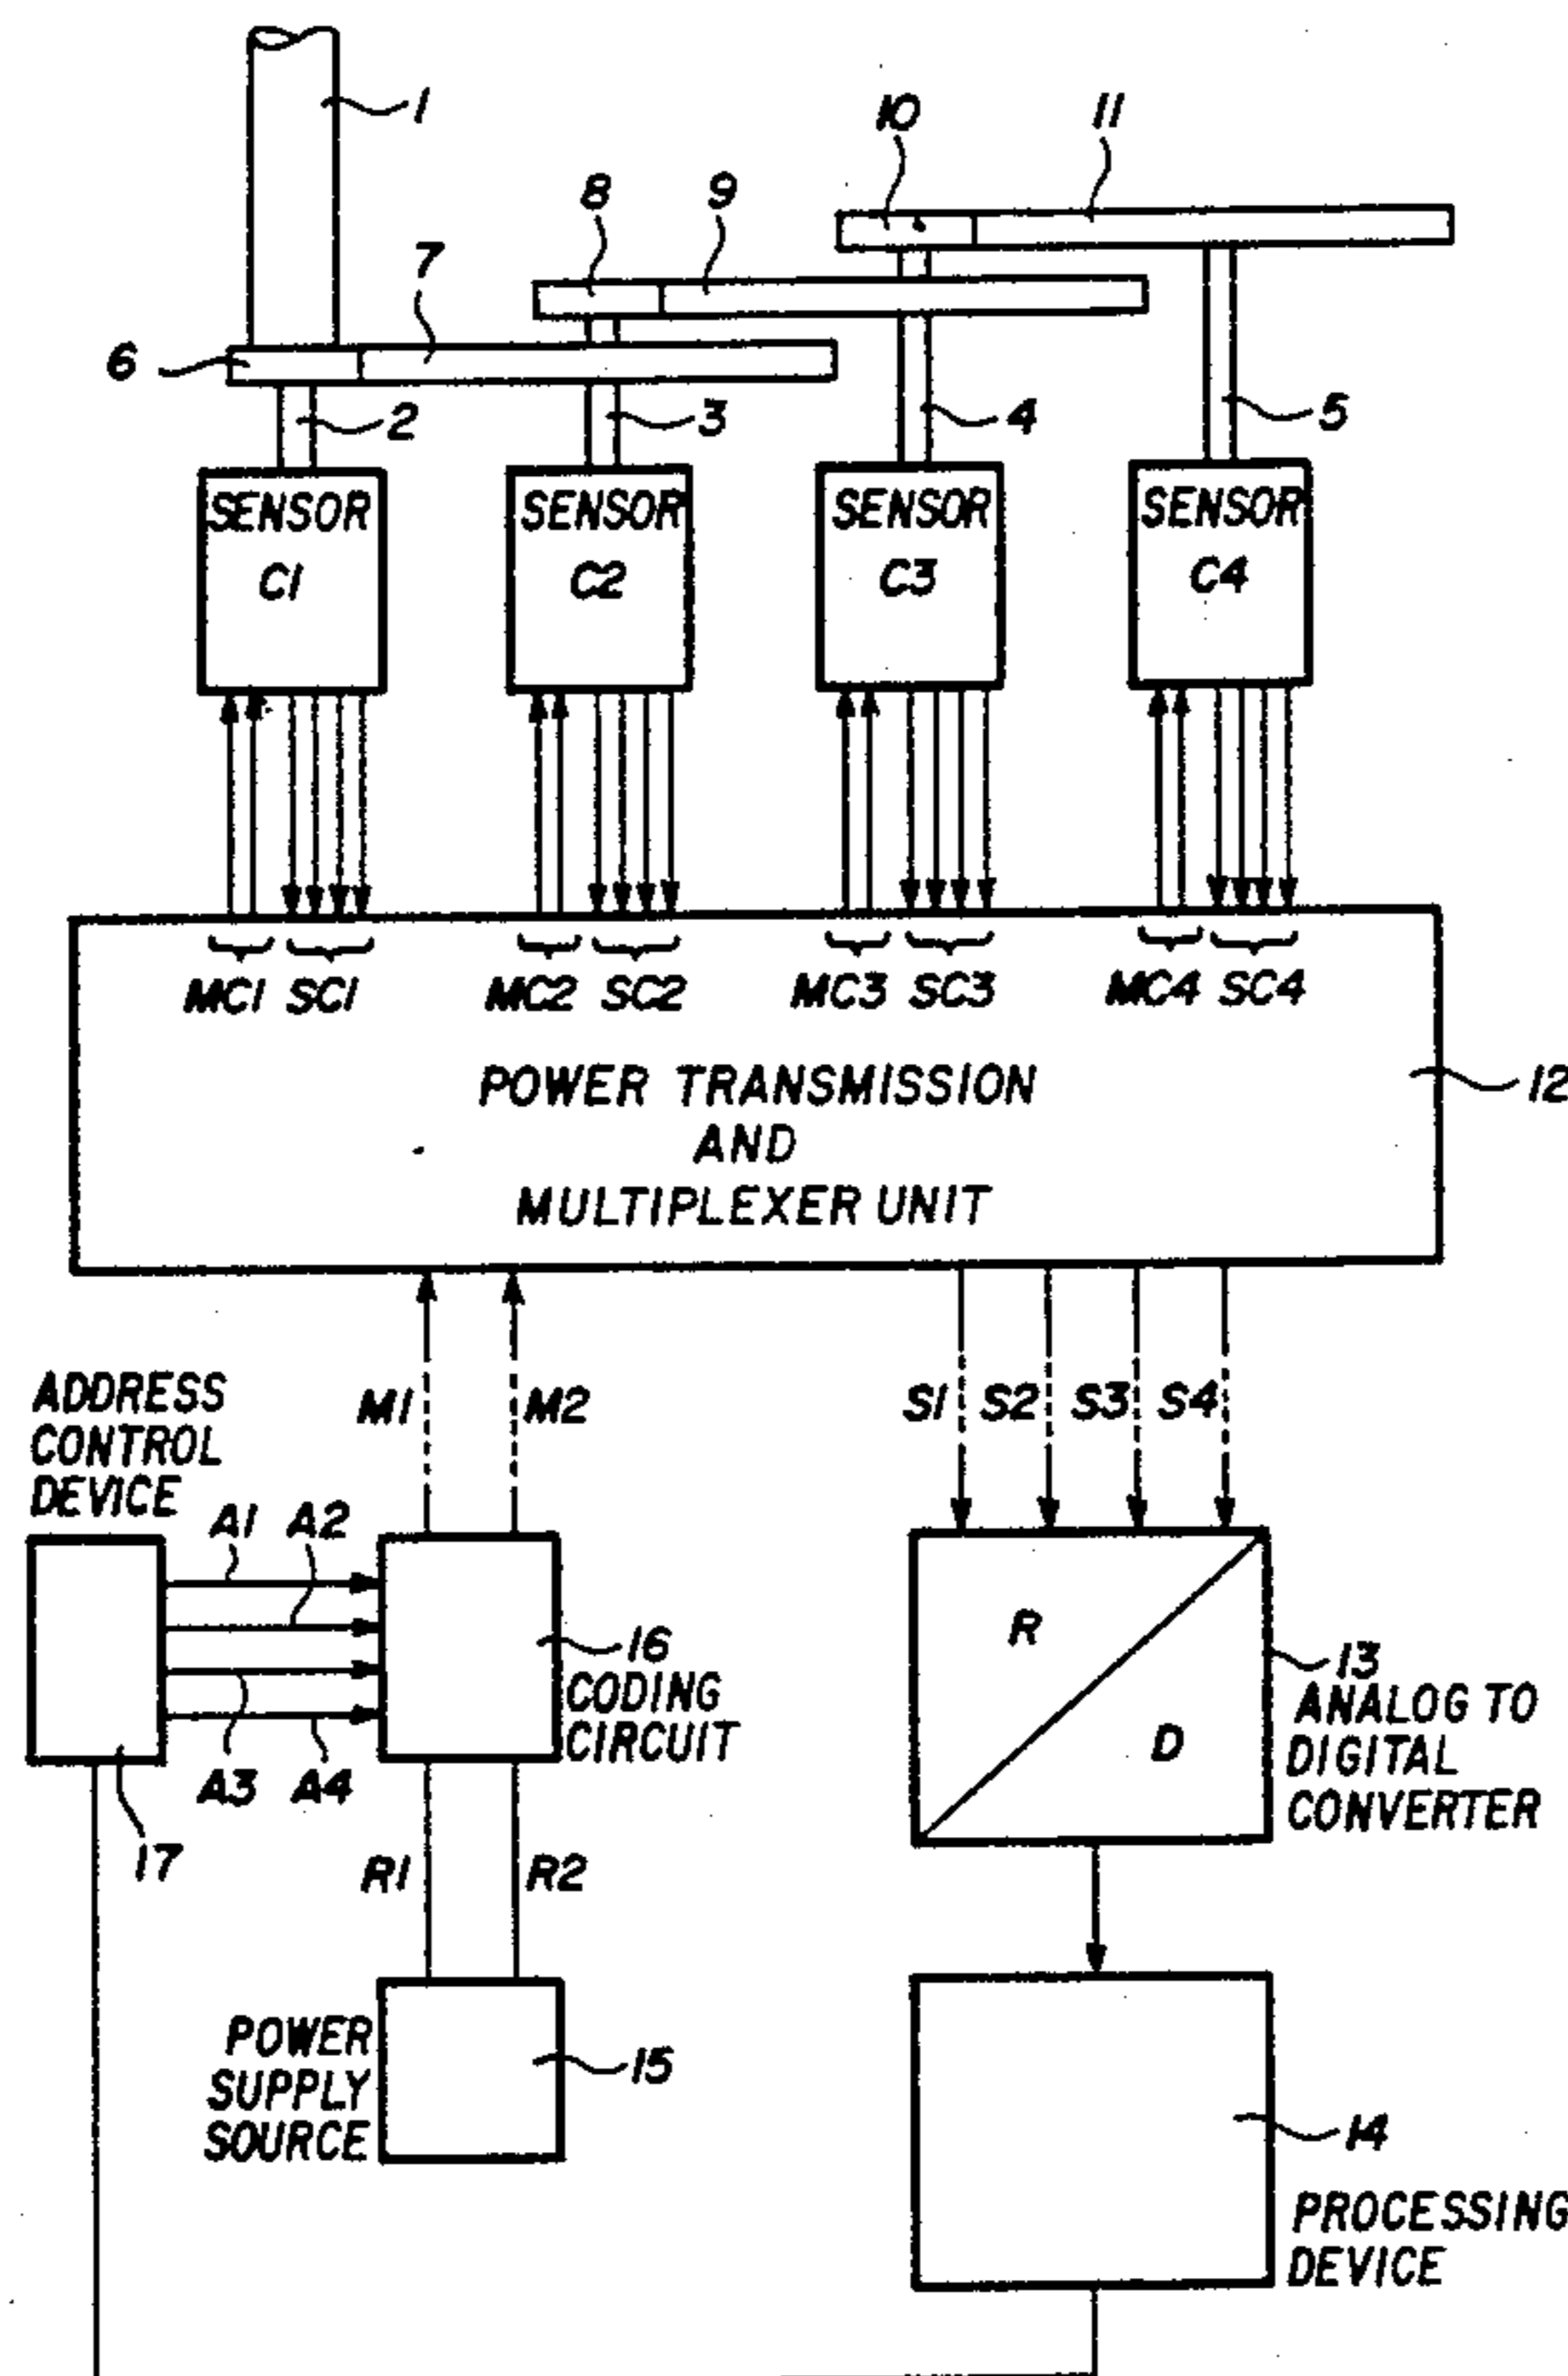 1
10
11
8
9
7
6
2
3
4
5
SENSOR
C1
SENSOR
C2
SENSOR
C3
SENSOR
C4
MC1 SC1
MC2 SC2
MC3 SC3
MC4 SC4
POWER TRANSMISSION
AND
MULTIPLEXER UNIT
12
ADDRESS
CONTROL
DEVICE
M1
M2
S1
S2
S3
S4
A1
A2
A3
A4
17
16
CODING
CIRCUIT
R
D
13
ANALOG TO
DIGITAL
CONVERTER
R1
R2
POWER
SUPPLY
SOURCE
15
14
PROCESSING
DEVICE